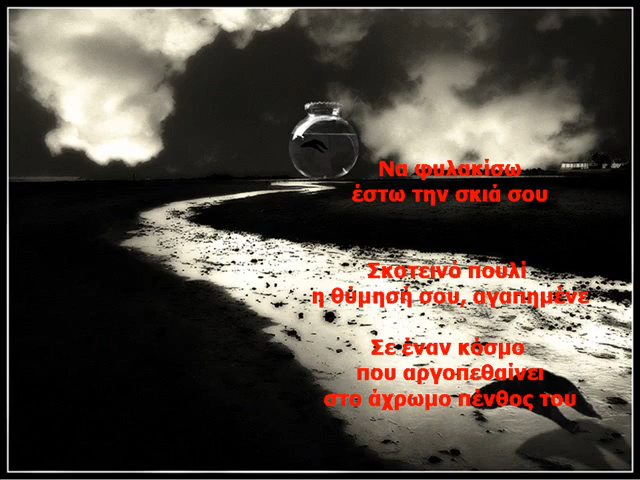 Να φυλακίσω
έστω την σκιά σου
Σκοτεινό πουλί
η θύμησή σου, αγαπημένε
Σε έναν κόσμο
που αργοπεθαίνει
στο άχρωμο πένθος του